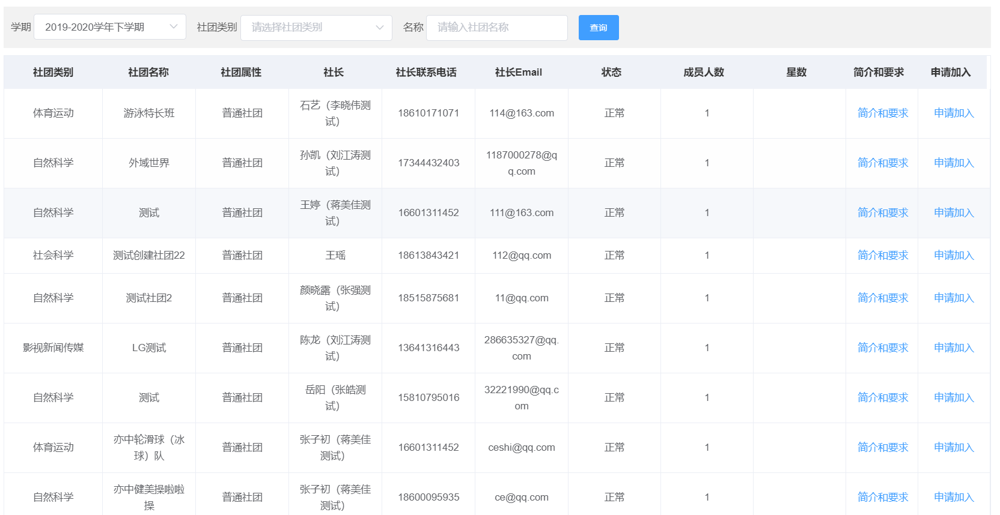 学期 2019-2020学年下学期 社团类别 请选择社团类别 名称 请输入社团名称 查询
社团类别 社团名称 社团属性 社长 社长联系电话 社长Email 状态 成员人数 星数 简介和要求 申请加入
体育运动 游泳特长班 普通社团 石艺（李晓伟测
试） 18610171071 114@163.com 正常 1 简介和要求 申请加入
自然科学 外域世界 普通社团 孙凯（刘江涛测
试） 17344432403 1187000278@q
q.com 正常 1 简介和要求 申请加入
自然科学 测试 普通社团 王婷（蒋美佳测
试） 16601311452 111@163.com 正常 1 简介和要求 申请加入
社会科学 测试创建社团22 普通社团 王瑶 18613843421 112@qq.com 正常 1 简介和要求 申请加入
自然科学 测试社团2 普通社团 颜晓露（张强测
试） 18515875681 11@qq.com 正常 1 简介和要求 申请加入
影视新闻传媒 LG测试 普通社团 陈龙（刘江涛测
试） 13641316443 286635327@qq.
com 正常 1 简介和要求 申请加入
自然科学 测试 普通社团 岳阳（张皓测
试） 15810795016 32221990@qq.c
om 正常 1 简介和要求 申请加入
体育运动 亦中轮滑球（冰
球）队 普通社团 张子初（蒋美佳
测试） 16601311452 ceshi@qq.com 正常 1 简介和要求 申请加入
自然科学 亦中健美操啦啦
操 普通社团 张子初（蒋美佳
测试） 18600095935 ce@qq.com 正常 1 简介和要求 申请加入